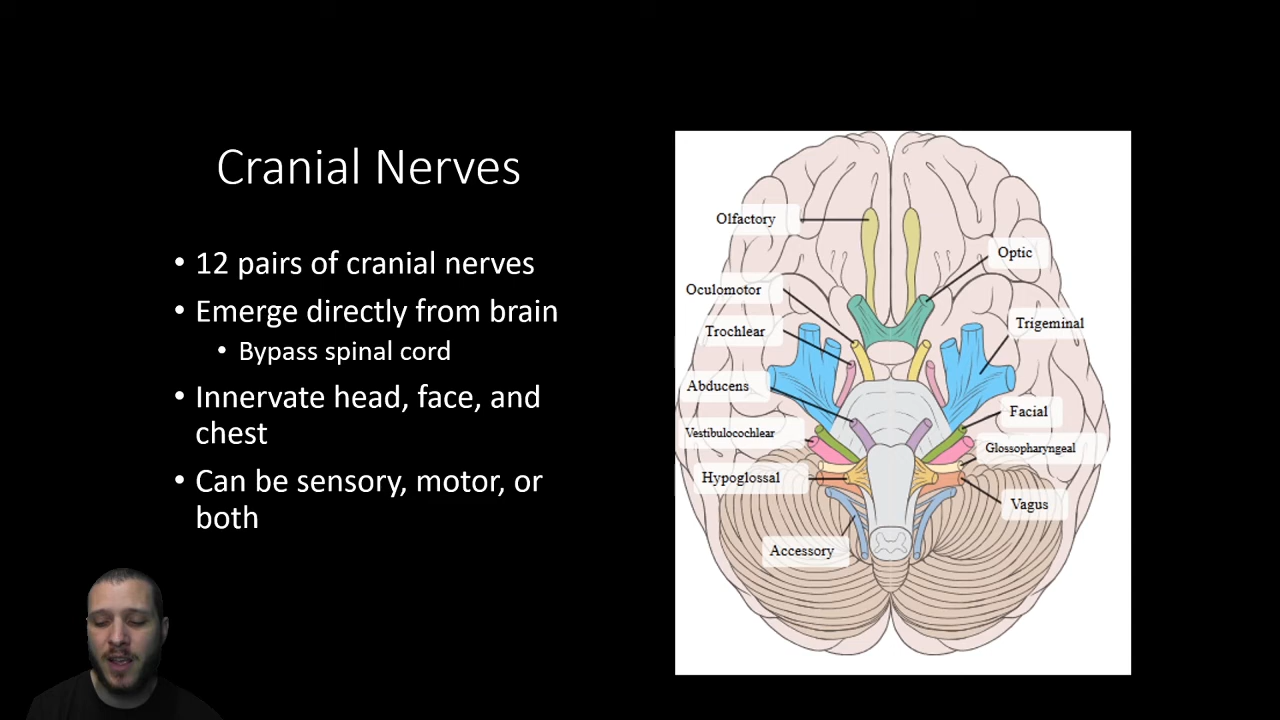 Cranial Nerves
• 12 pairs of cranial nerves
• Emerge directly from brain
• Bypass spinal cord
• Innervate head, face, and
chest
• Can be sensory, motor, or
both
Olfactory
Optic
Oculomotor
Trochlear
Trigeminal
Abducens
Facial
Vestibulocochlear
Glossopharyngeal
Hypoglossal
Vagus
Accessory